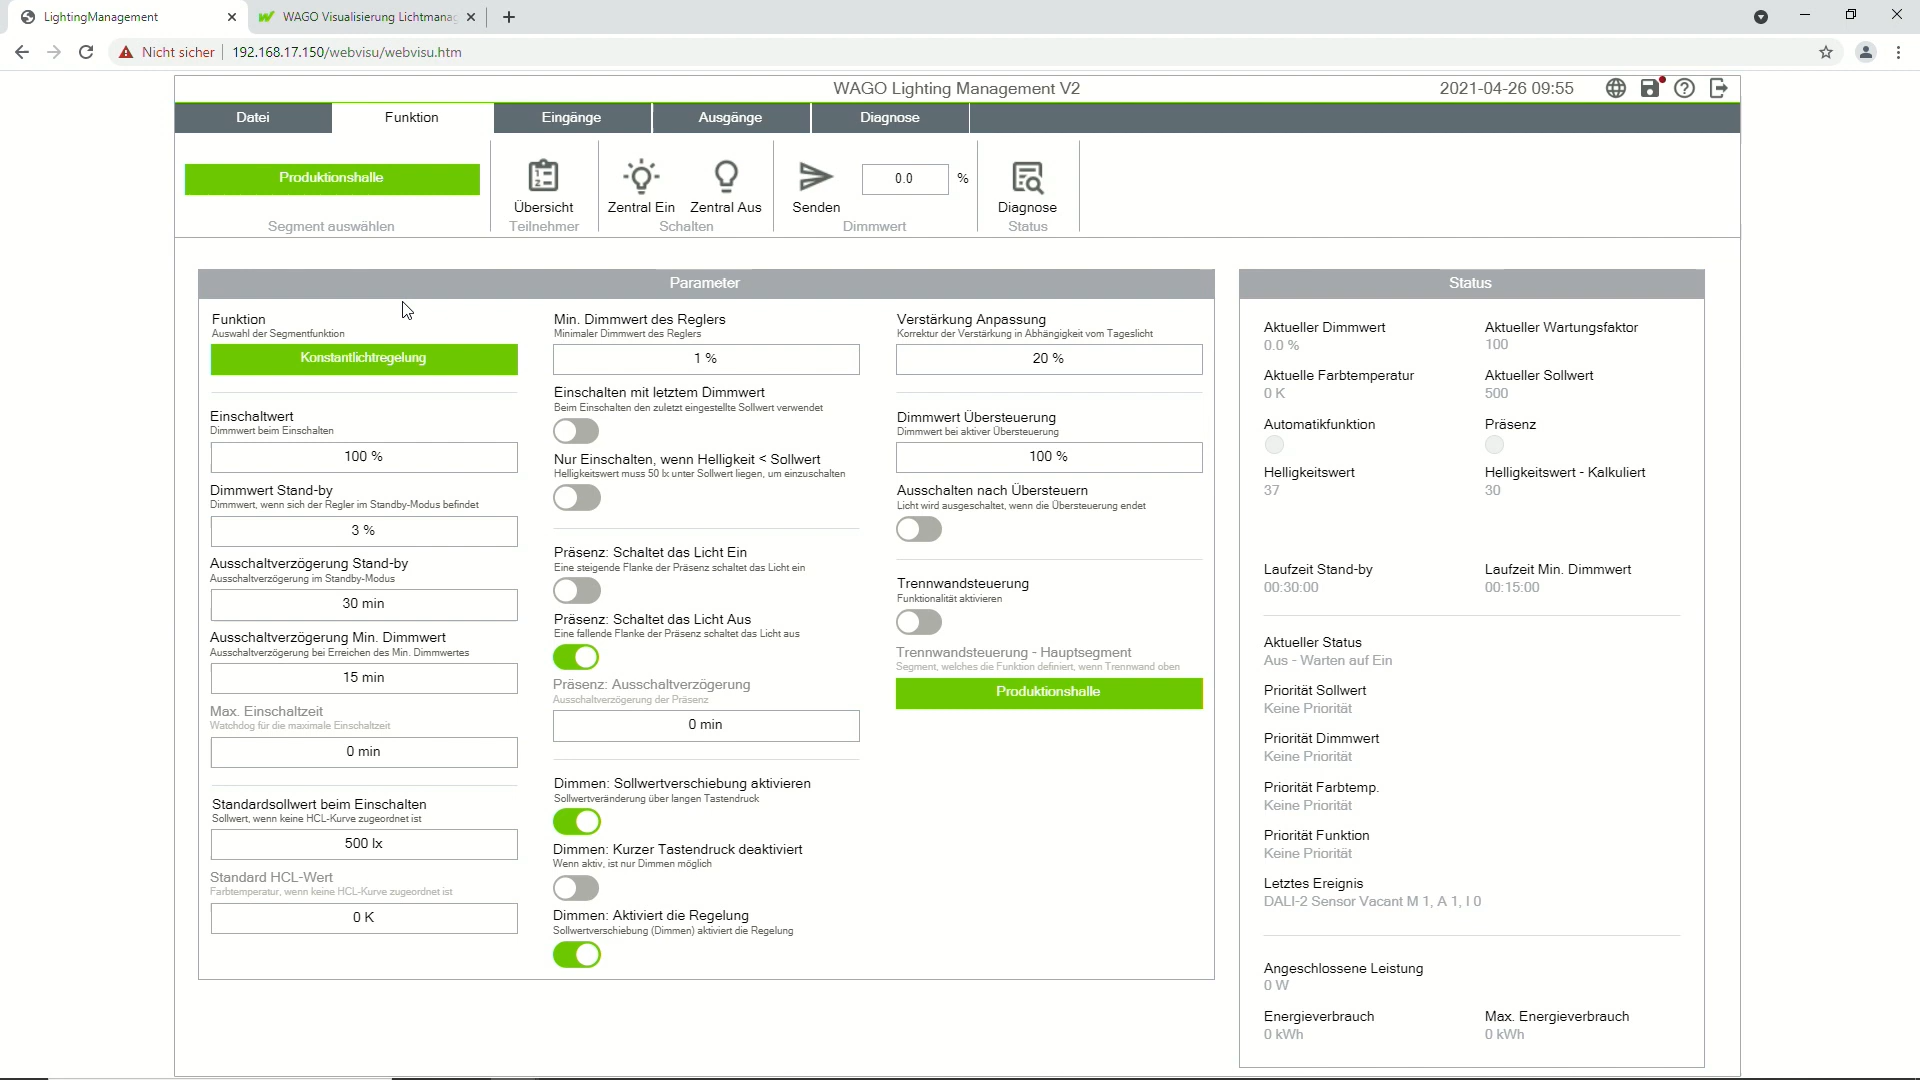 LightingManagement
WAGO Visualisierung Lichtmanag
Nicht sicher
192.168.17.150/webvisu/webvisu.htm
WAGO Lighting Management V2
2021-04-26 09:55
Datei
Funktion
Eingänge
Ausgänge
Diagnose
Produktionshalle
Segment auswählen
Übersicht
Teilnehmer
Zentral Ein
Zentral Aus
Schalten
Senden
0.0
%
Dimmwert
Diagnose
Status
Parameter
Funktion
Auswahl der Segmentfunktion
Konstantlichtregelung
Einschaltwert
Dimmwert beim Einschalten
100 %
Dimmwert Stand-by
Dimmwert, wenn sich der Regler im Standby-Modus befindet
3 %
Ausschaltverzögerung Stand-by
Ausschaltverzögerung im Standby-Modus
30 min
Ausschaltverzögerung Min. Dimmwert
Ausschaltverzögerung bei Erreichen des Min. Dimmwertes
15 min
Max. Einschaltzeit
Watchdog für die maximale Einschaltzeit
0 min
Standardsollwert beim Einschalten
Sollwert, wenn keine HCL-Kurve zugeordnet ist
500 lx
Standard HCL-Wert
Farbtemperatur, wenn keine HCL-Kurve zugeordnet ist
0 K
Min. Dimmwert des Reglers
Minimaler Dimmwert des Reglers
1 %
Einschalten mit letztem Dimmwert
Beim Einschalten den zuletzt eingestellte Sollwert verwendet
Nur Einschalten, wenn Helligkeit < Sollwert
Helligkeitswert muss 50 lx unter Sollwert liegen, um einzuschalten
Präsenz: Schaltet das Licht Ein
Eine steigende Flanke der Präsenz schaltet das Licht ein
Präsenz: Schaltet das Licht Aus
Eine fallende Flanke der Präsenz schaltet das Licht aus
Präsenz: Ausschaltverzögerung
Ausschaltverzögerung der Präsenz
0 min
Dimmen: Sollwertverschiebung aktivieren
Sollwertveränderung über langen Tastendruck
Dimmen: Kurzer Tastendruck deaktiviert
Wenn aktiv, ist nur Dimmen möglich
Dimmen: Aktiviert die Regelung
Sollwertverschiebung (Dimmen) aktiviert die Regelung
Verstärkung Anpassung
Korrektur der Verstärkung in Abhängigkeit vom Tageslicht
20 %
Dimmwert Übersteuerung
Dimmwert bei aktiver Übersteuerung
100 %
Ausschalten nach Übersteuern
Licht wird ausgeschaltet, wenn die Übersteuerung endet
Trennwandsteuerung
Funktionalität aktivieren
Trennwandsteuerung - Hauptsegment
Segment, welches die Funktion definiert, wenn Trennwand oben
Produktionshalle
Status
Aktueller Dimmwert
0.0 %
Aktueller Wartungsfaktor
100
Aktuelle Farbtemperatur
0 K
Aktueller Sollwert
500
Automatikfunktion
Präsenz
Helligkeitswert
37
Helligkeitswert - Kalkuliert
30
Laufzeit Stand-by
00:30:00
Laufzeit Min. Dimmwert
00:15:00
Aktueller Status
Aus - Warten auf Ein
Priorität Sollwert
Keine Priorität
Priorität Dimmwert
Keine Priorität
Priorität Farbtemp.
Keine Priorität
Priorität Funktion
Keine Priorität
Letztes Ereignis
DALI-2 Sensor Vacant M 1, A 1, I 0
Angeschlossene Leistung
0 W
Energieverbrauch
0 kWh
Max. Energieverbrauch
0 kWh